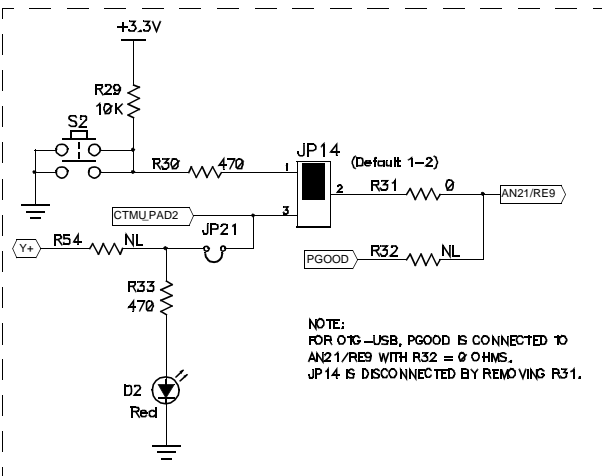 +3.3V
R29
10K
S2
R30 470
JP14
(Default 1-2)
1
2
3
R31 0
AN21/RE9
CTMU_PAD2
JP21
Y+
R54 NL
PGOOD
R32 NL
R33
470
D2
Red
NOTE:
FOR OTG-USB, PGOOD IS CONNECTED TO
AN21/RE9 WITH R32 = 0 OHMS.
JP14 IS DISCONNECTED BY REMOVING R31.